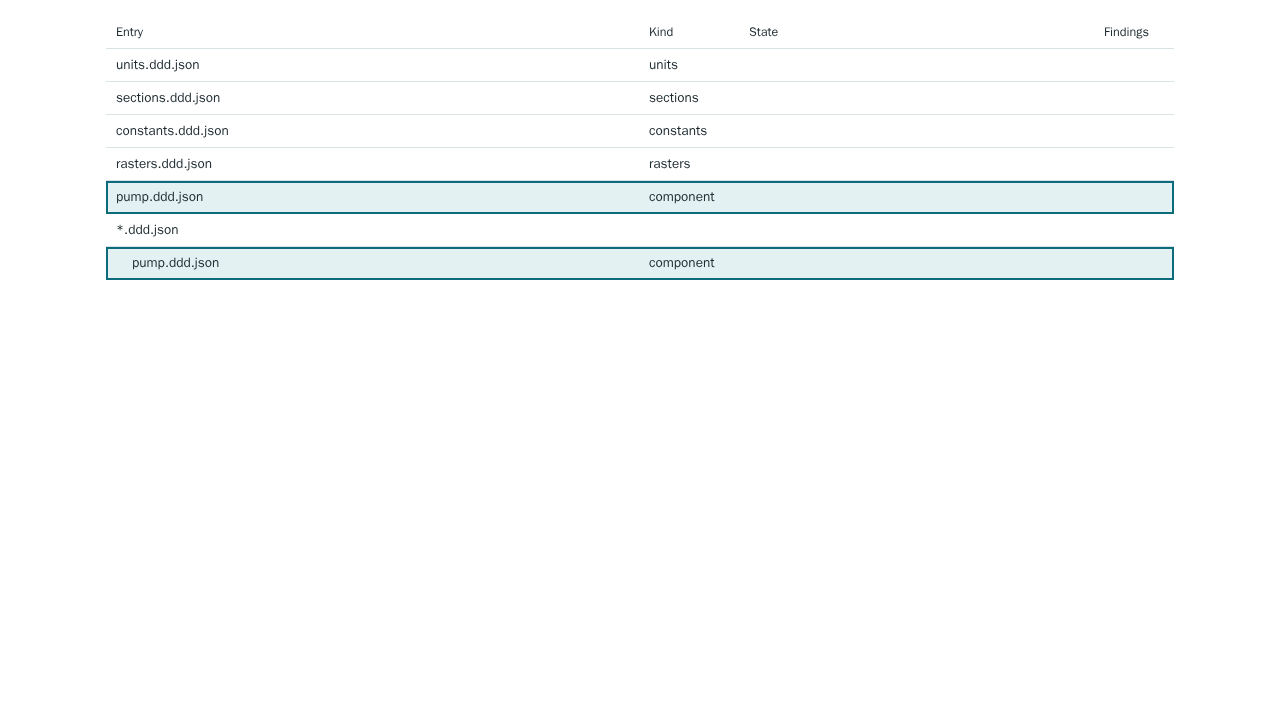 Entry Kind State Findings
units.ddd.json units
sections.ddd.json sections
constants.ddd.json constants
rasters.ddd.json rasters
pump.ddd.json component
*.ddd.json
pump.ddd.json component